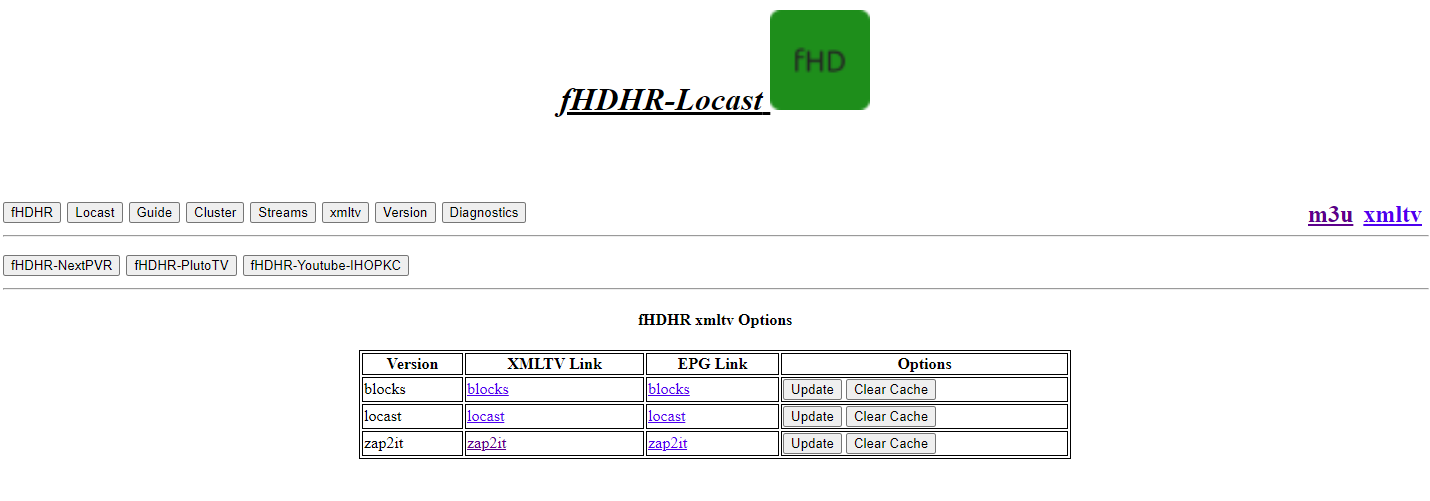 fHD
fHDHR-Locast
fHDHR Locast Guide Cluster Streams xmltv Version Diagnostics m3u xmltv
fHDHR-NextPVR fHDHR-PlutoTV fHDHR-Youtube-IHOPKC
fHDHR xmltv Options
Version XMLTV Link EPG Link Options
blocks blocks blocks Update Clear Cache
locast locast locast Update Clear Cache
zap2it zap2it zap2it Update Clear Cache